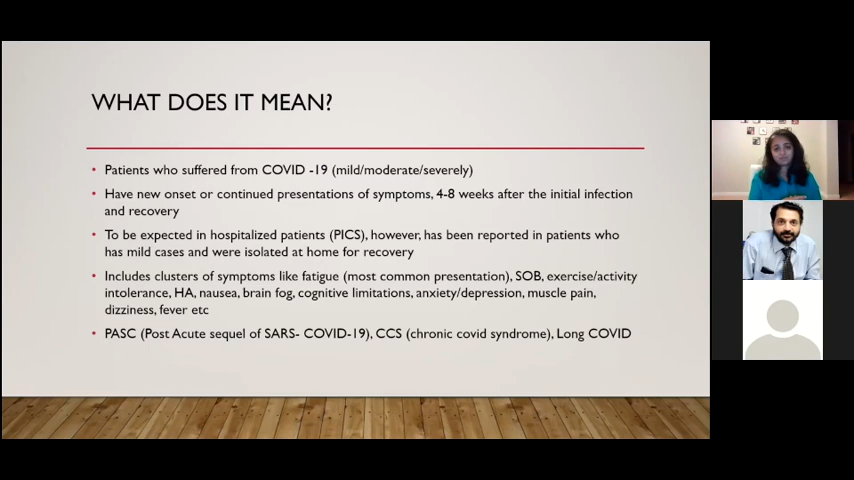 WHAT DOES IT MEAN?
• Patients who suffered from COVID -19 (mild/moderate/severely)
• Have new onset or continued presentations of symptoms, 4-8 weeks after the initial infection
and recovery
• To be expected in hospitalized patients (PICS), however, has been reported in patients who
has mild cases and were isolated at home for recovery
• Includes clusters of symptoms like fatigue (most common presentation), SOB, exercise/activity
intolerance, HA, nausea, brain fog, cognitive limitations, anxiety/depression, muscle pain,
dizziness, fever etc
• PASC (Post Acute sequel of SARS- COVID-19), CCS (chronic covid syndrome), Long COVID